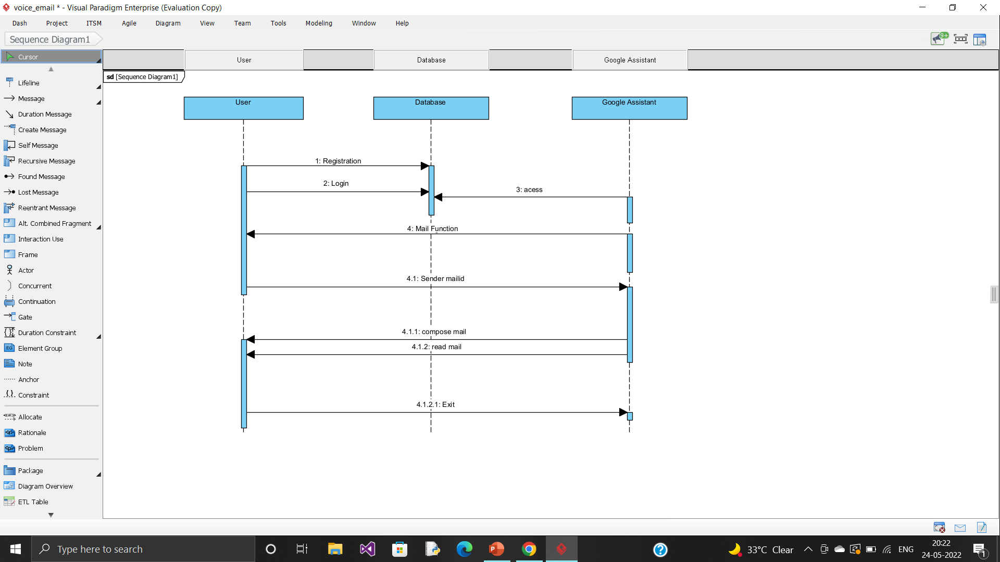 voice_email * - Visual Paradigm Enterprise (Evaluation Copy)
Dash Project ITSM Agile Diagram View Team Tools Modeling Window Help
Sequence Diagram1
9+
Cursor
User Database Google Assistant
sd [Sequence Diagram1]
Lifeline
Message
Duration Message
Create Message
Self Message
Recursive Message
Found Message
Lost Message
Reentrant Message
Alt. Combined Fragment
Interaction Use
Frame
Actor
Concurrent
Continuation
Gate
Duration Constraint
EG Element Group
Note
Anchor
Constraint
Allocate
<r> Rationale
<p> Problem
Package
Diagram Overview
ETL Table
User Database Google Assistant
1: Registration
2: Login
3: acess
4: Mail Function
4.1: Sender mailid
4.1.1: compose mail
4.1.2: read mail
4.1.2.1: Exit
Type here to search
33°C Clear
ENG
20:22
24-05-2022
1